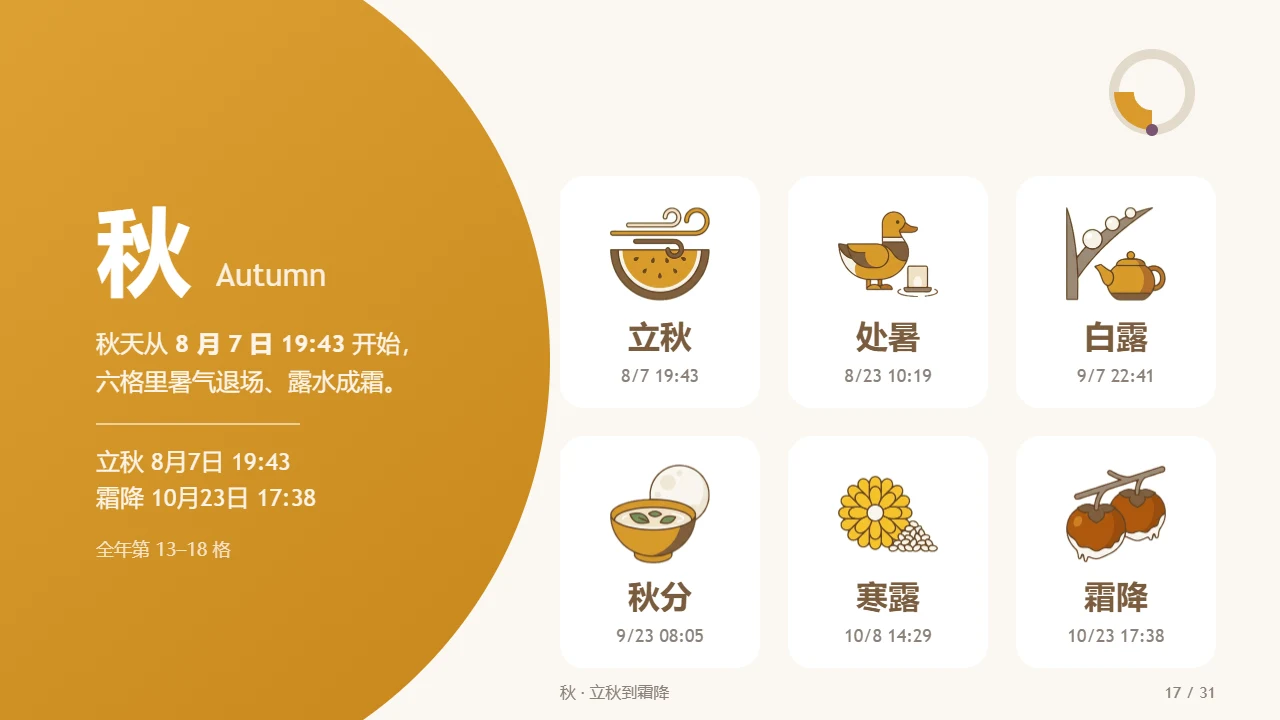 秋 Autumn
秋天从 8 月 7 日 19:43 开始，
六格里暑气退场、露水成霜。
立秋 8月7日 19:43
霜降 10月23日 17:38
全年第 13–18 格
立秋
8/7 19:43
处暑
8/23 10:19
白露
9/7 22:41
秋分
9/23 08:05
寒露
10/8 14:29
霜降
10/23 17:38
秋 · 立秋到霜降
17 / 31